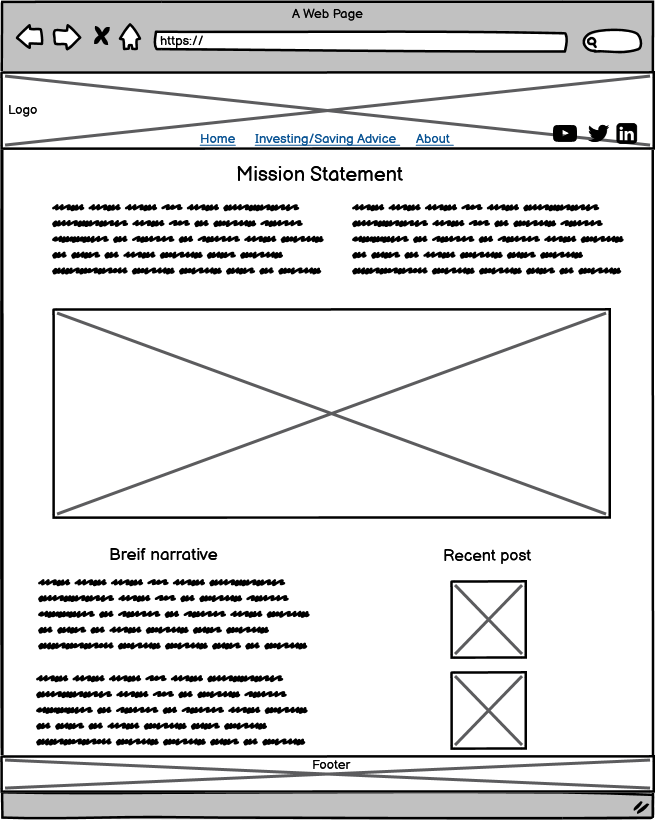 A Web Page
https://
Logo
Home Investing/Saving Advice About
Mission Statement
Breif narrative
Recent post
Footer